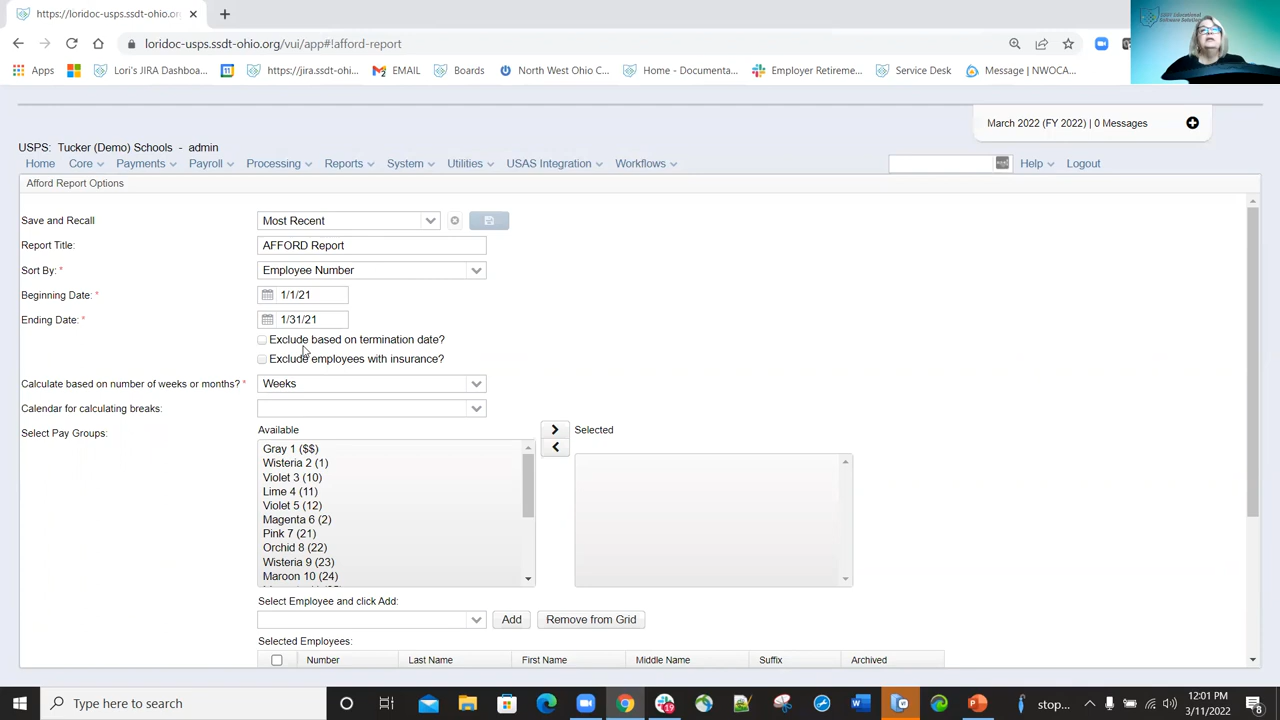 https://loridoc-usps.ssdt-ohio.org
loridoc-usps.ssdt-ohio.org/vui/app#!afford-report
Apps
Lori's JIRA Dashboa...
https://jira.ssdt-ohi...
EMAIL
Boards
North West Ohio C...
Home - Documenta...
Employer Retireme...
Service Desk
Message | NWOCA...
March 2022 (FY 2022) | 0 Messages
USPS: Tucker (Demo) Schools - admin
Home Core Payments Payroll Processing Reports System Utilities USAS Integration Workflows Help Logout
Afford Report Options
Save and Recall Most Recent
Report Title: AFFORD Report
Sort By: * Employee Number
Beginning Date: * 1/1/21
Ending Date: * 1/31/21
Exclude based on termination date?
Exclude employees with insurance?
Calculate based on number of weeks or months? * Weeks
Calendar for calculating breaks:
Select Pay Groups: Available Selected
Gray 1 ($$)
Wisteria 2 (1)
Violet 3 (10)
Lime 4 (11)
Violet 5 (12)
Magenta 6 (2)
Pink 7 (21)
Orchid 8 (22)
Wisteria 9 (23)
Maroon 10 (24)
Select Employee and click Add:
Add Remove from Grid
Selected Employees:
Number Last Name First Name Middle Name Suffix Archived
Type here to search
19
stop...
12:01 PM
3/11/2022
8